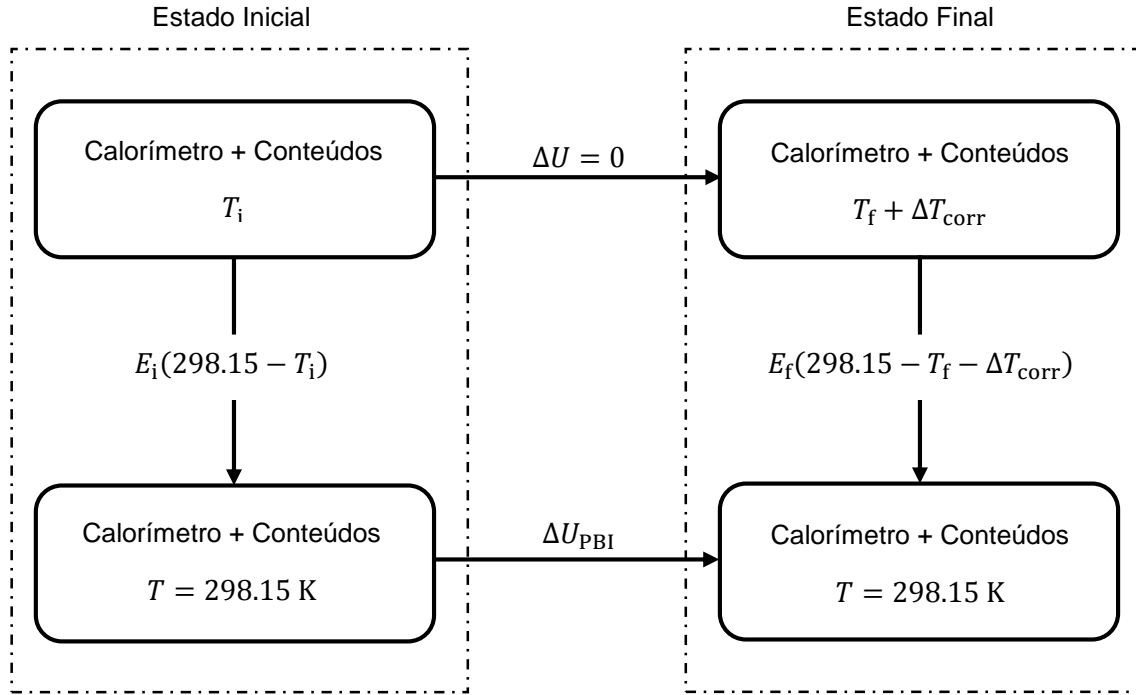 Estado Inicial
Estado Final
Calorímetro + Conteúdos
T_i
ΔU = 0
Calorímetro + Conteúdos
T_f + ΔT_corr
E_i(298.15 − T_i)
E_f(298.15 − T_f − ΔT_corr)
Calorímetro + Conteúdos
T = 298.15 K
ΔU_PBI
Calorímetro + Conteúdos
T = 298.15 K